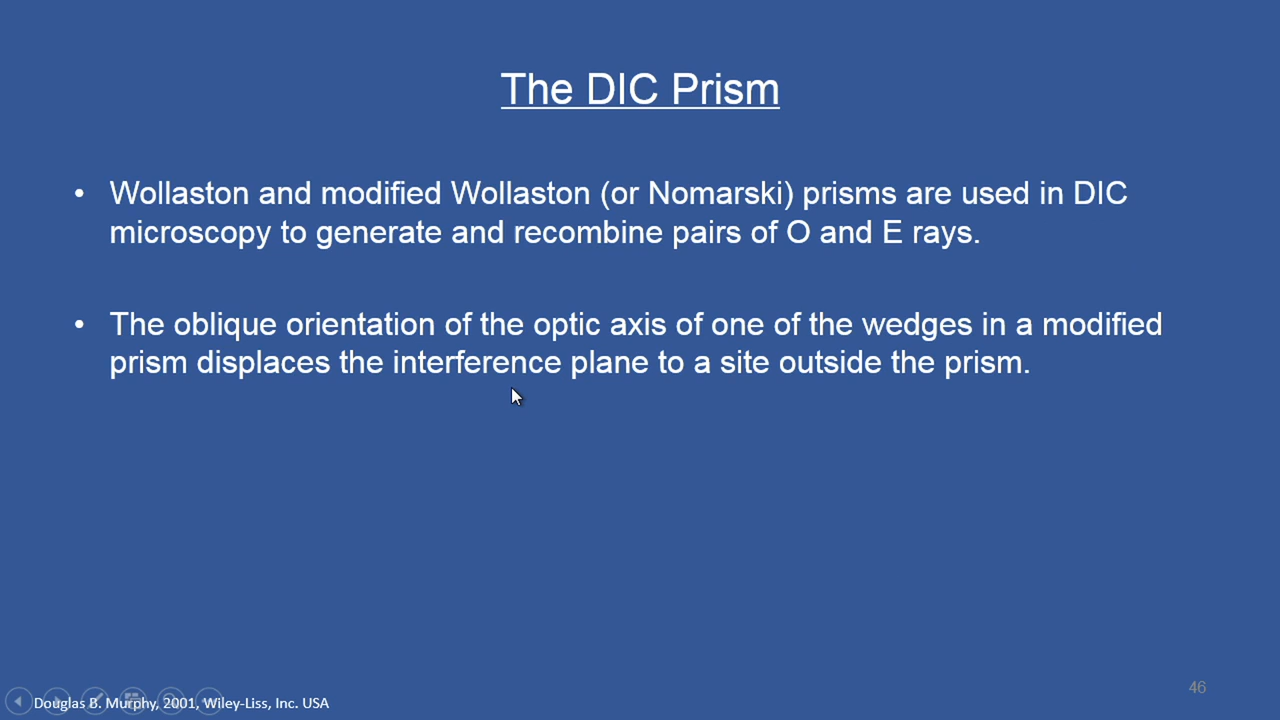 The DIC Prism
• Wollaston and modified Wollaston (or Nomarski) prisms are used in DIC
microscopy to generate and recombine pairs of O and E rays.
• The oblique orientation of the optic axis of one of the wedges in a modified
prism displaces the interference plane to a site outside the prism.
46
Douglas B. Murphy, 2001, Wiley-Liss, Inc. USA